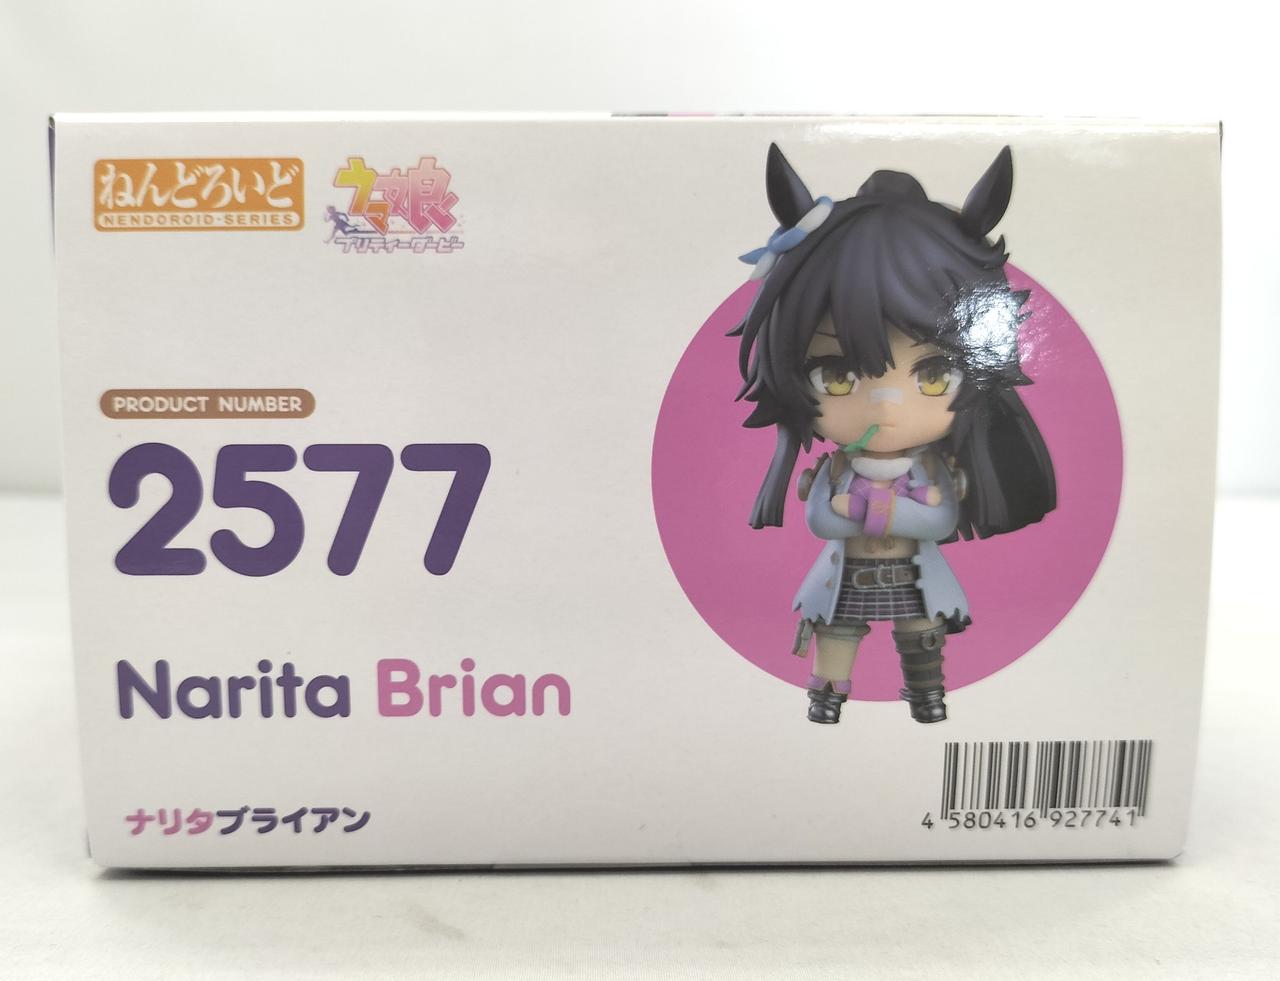 ねんどろいど
NENDOROID-SERIES
ウマ娘
プリティーダービー
PRODUCT NUMBER
2577
Narita Brian
ナリタブライアン
4 580416 927741